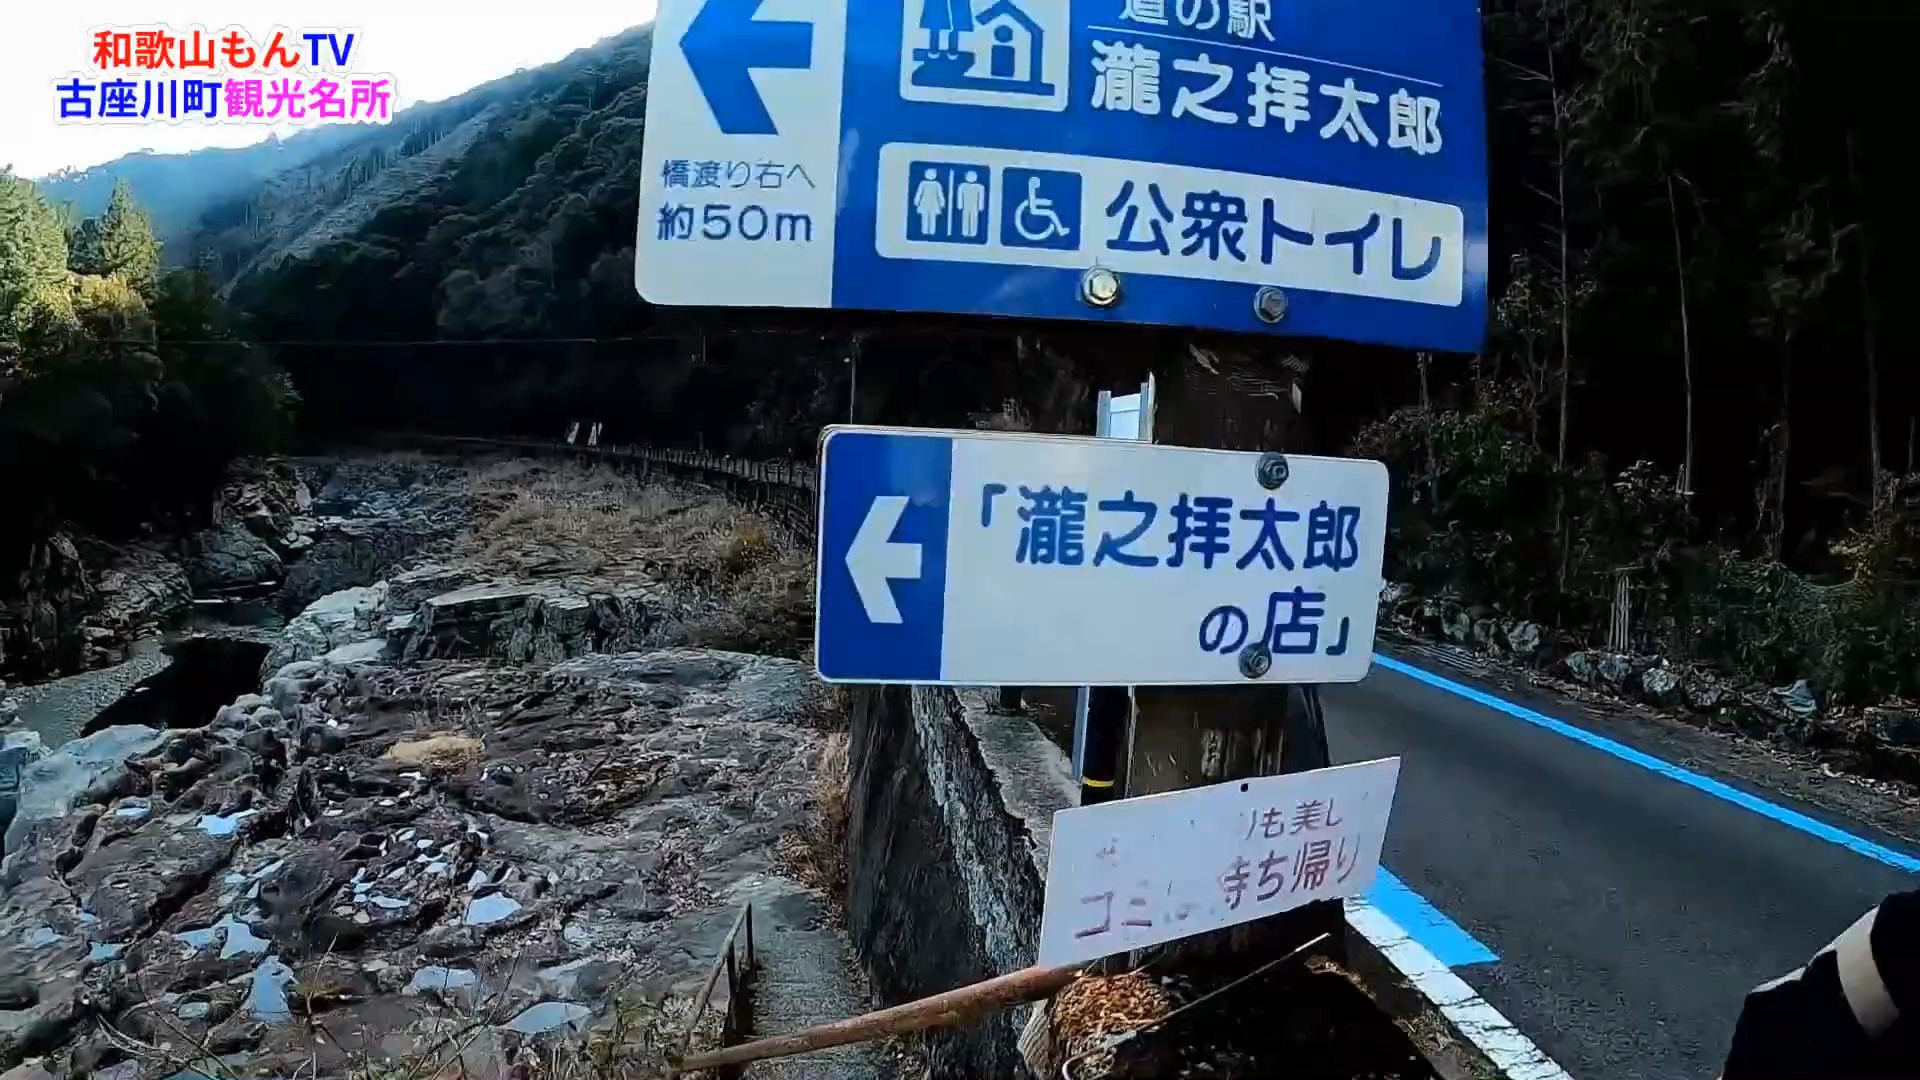 和歌山もんTV
古座川町観光名所
道の駅
瀧之拝太郎
橋渡り右へ
約50m
公衆トイレ
「瀧之拝太郎
の店」
も美し
持ち帰り